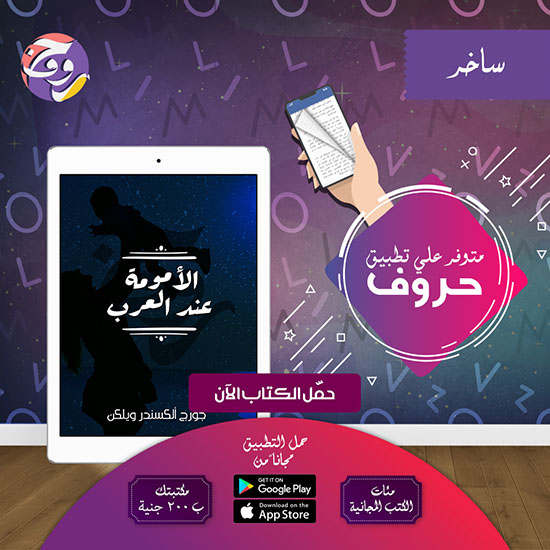 ساخر
متوفر علي تطبيق
حروف
الأمومة
عند العرب
جورج ألكسندر ويلكن
حمّل الكتاب الآن
حمل التطبيق
مجاناً من
مكتبتك
ب ٢٠٠ جنية
GET IT ON
Google Play
Download on the
App Store
مئات
الكتب المجانية